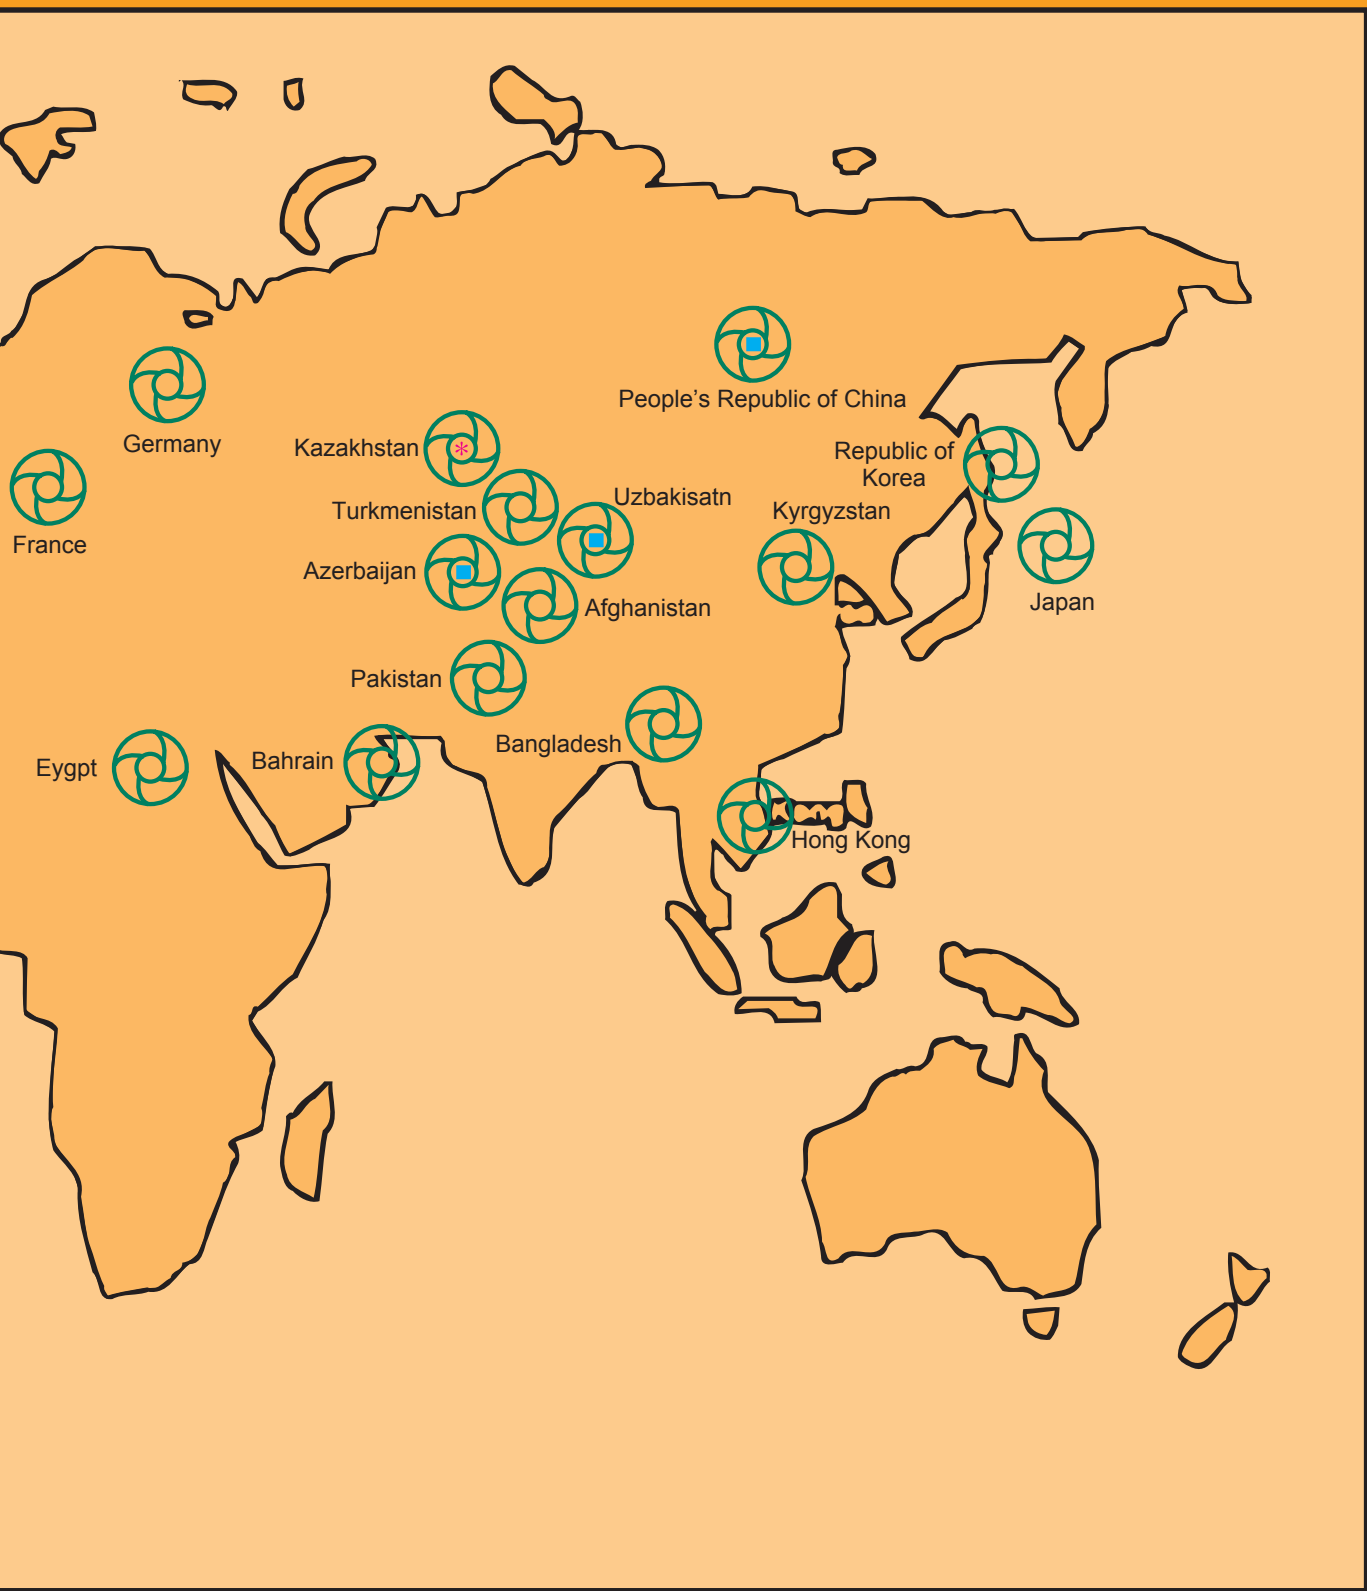 People's Republic of China
Germany
Kazakhstan
Republic of
Korea
Uzbakisatn
Turkmenistan
Kyrgyzstan
France
Azerbaijan
Afghanistan
Japan
Pakistan
Bangladesh
Bahrain
Eygpt
Hong Kong